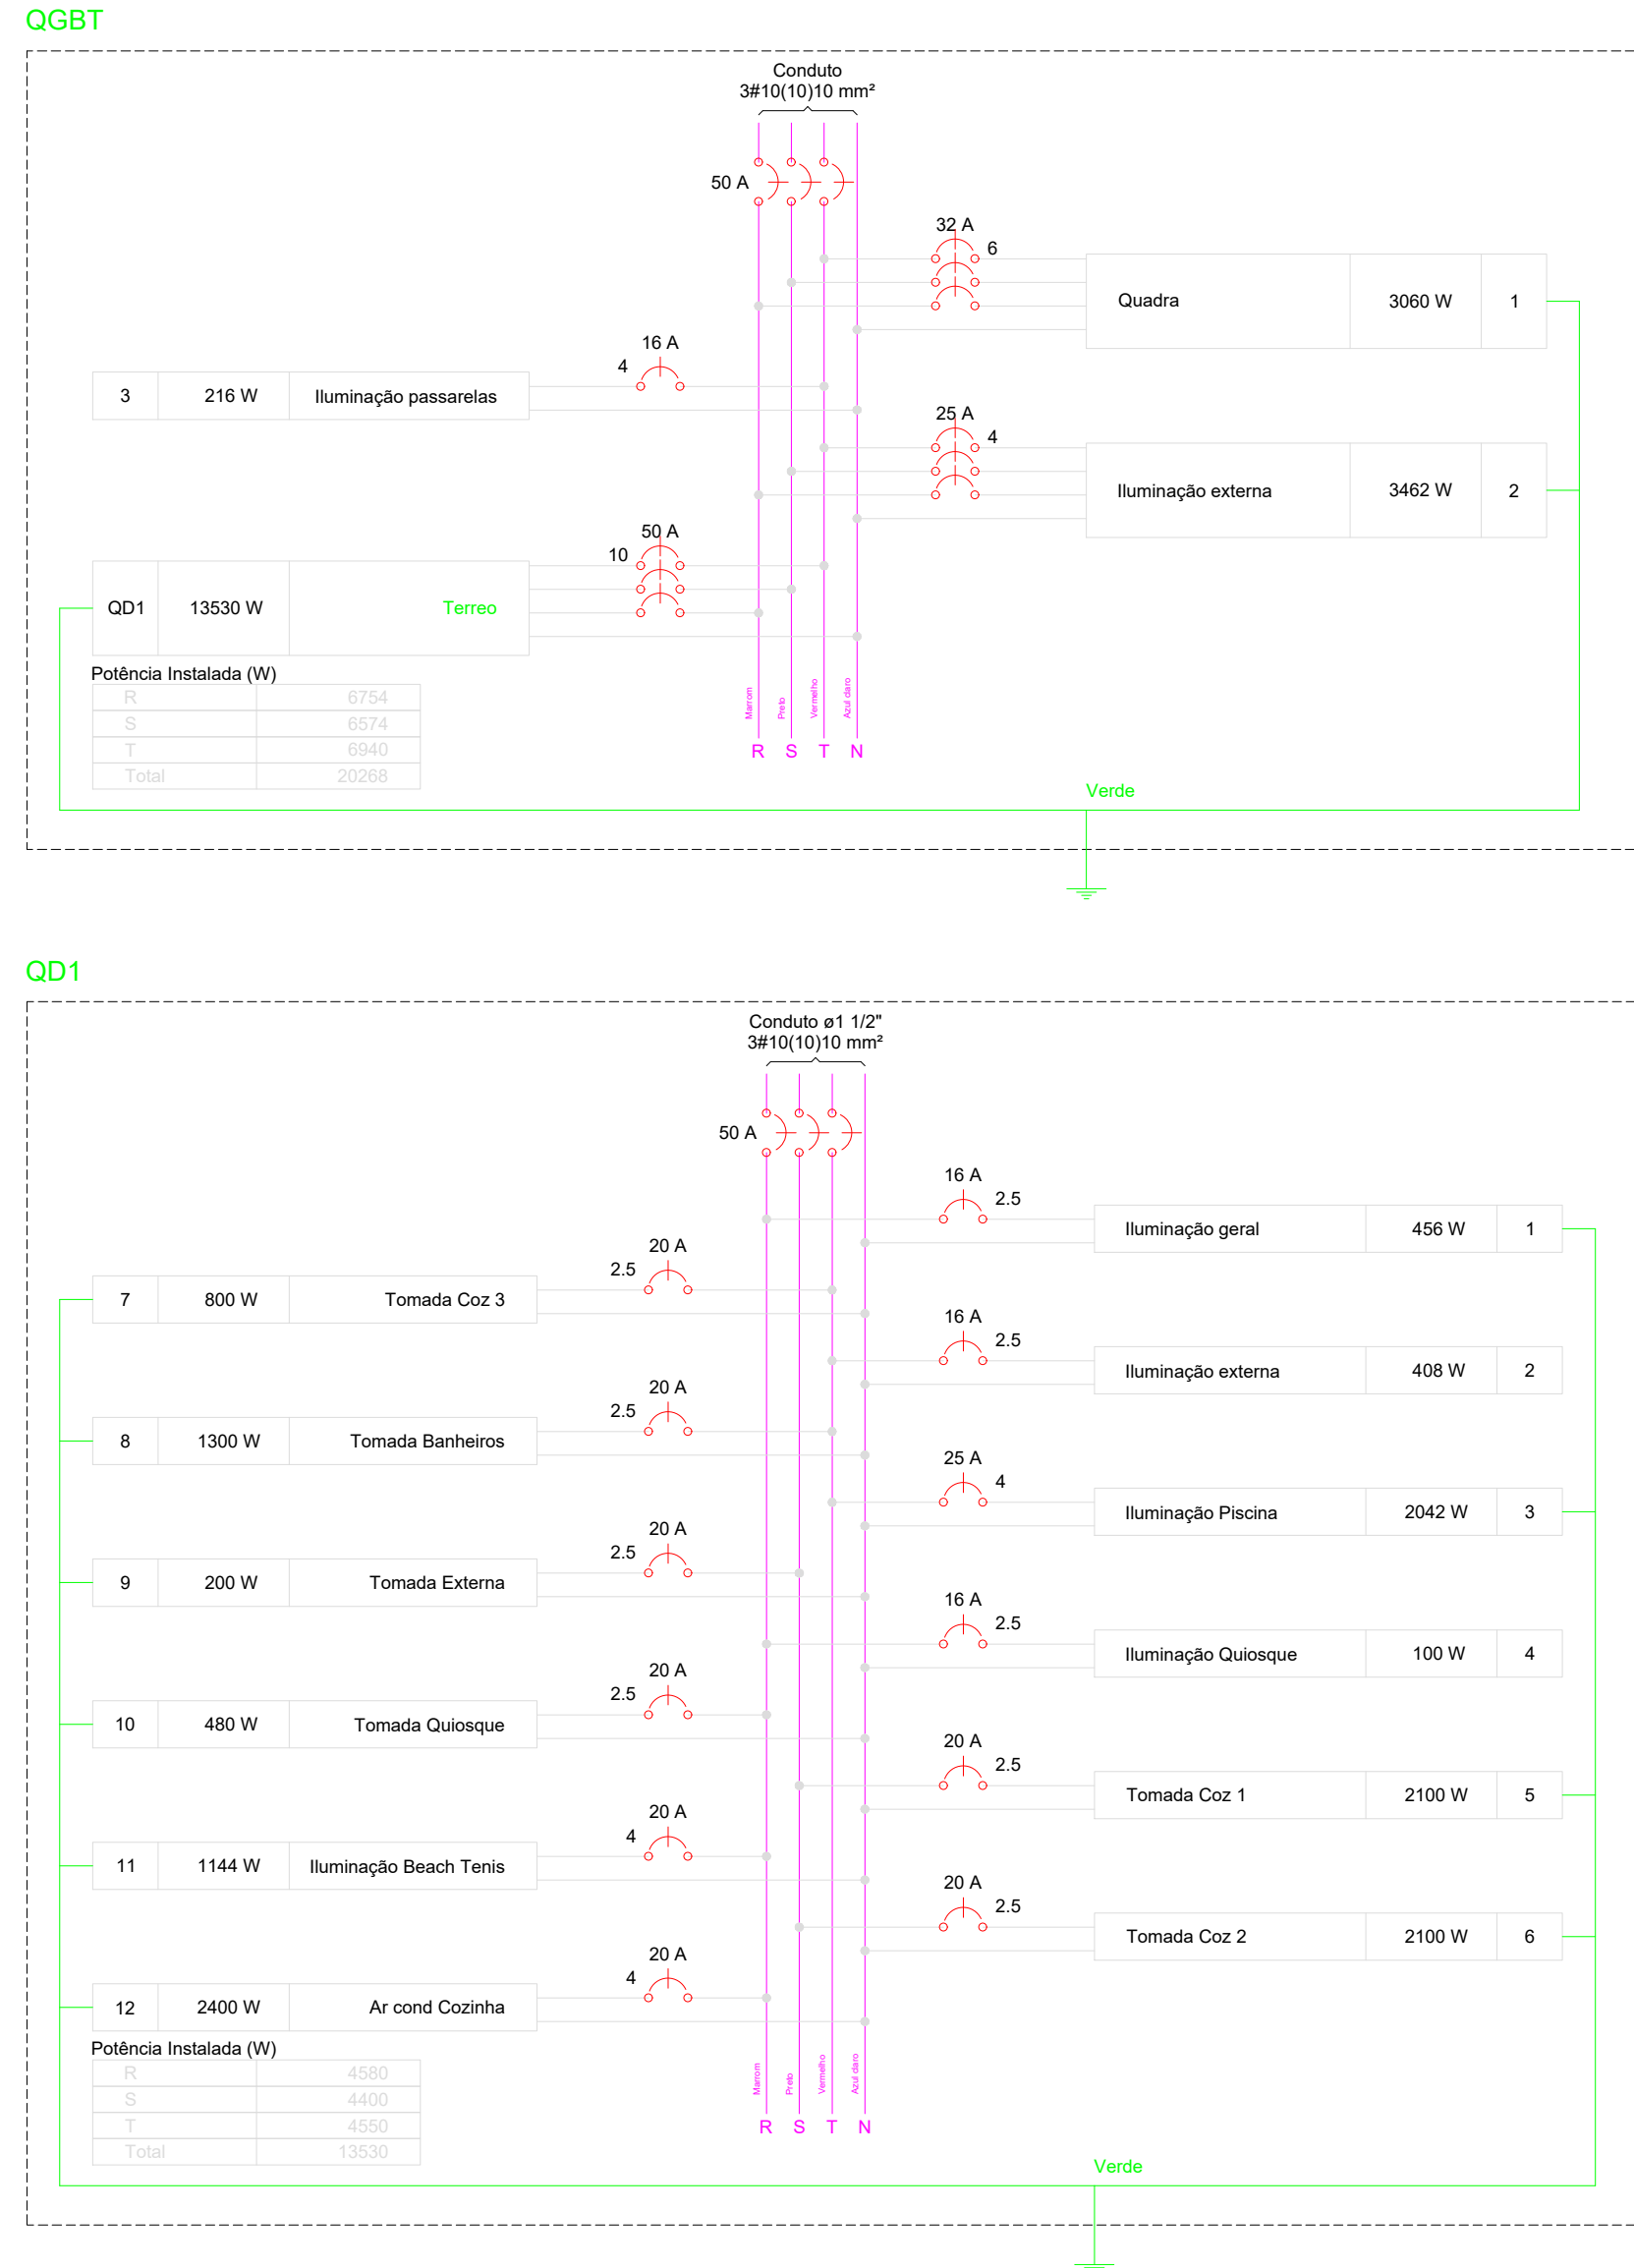 QGBT
Conduto
3#10(10)10 mm²
50 A
32 A
6
Quadra 3060 W 1
16 A
4
3 216 W Iluminação passarelas
25 A
4
Iluminação externa 3462 W 2
50 A
10
QD1 13530 W Terreo
Potência Instalada (W)
R 6754
S 6574
T 6940
Total 20268
Marrom Preto Vermelho Azul claro
R S T N
Verde
QD1
Conduto ø1 1/2"
3#10(10)10 mm²
50 A
16 A
2.5
Iluminação geral 456 W 1
20 A
2.5
7 800 W Tomada Coz 3
16 A
2.5
Iluminação externa 408 W 2
20 A
2.5
8 1300 W Tomada Banheiros
25 A
4
Iluminação Piscina 2042 W 3
20 A
2.5
9 200 W Tomada Externa
16 A
2.5
Iluminação Quiosque 100 W 4
20 A
2.5
10 480 W Tomada Quiosque
20 A
2.5
Tomada Coz 1 2100 W 5
20 A
4
11 1144 W Iluminação Beach Tenis
20 A
2.5
Tomada Coz 2 2100 W 6
20 A
4
12 2400 W Ar cond Cozinha
Potência Instalada (W)
R 4580
S 4400
T 4550
Total 13530
Marrom Preto Vermelho Azul claro
R S T N
Verde